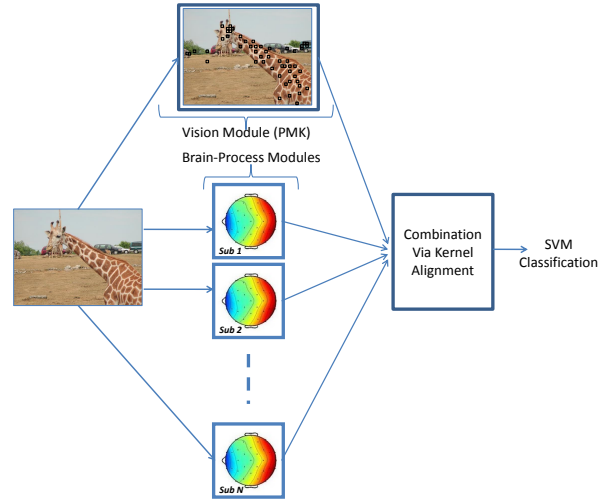 Vision Module (PMK)
Brain-Process Modules
Sub 1
Sub 2
Sub N
Combination
Via Kernel
Alignment
SVM
Classification